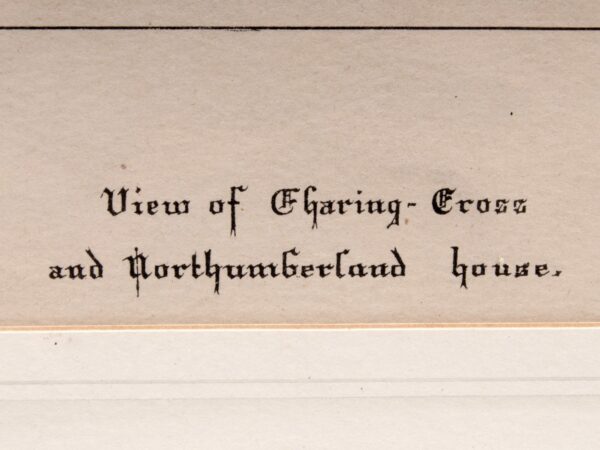 View of Charing-Cross
and Northumberland house.